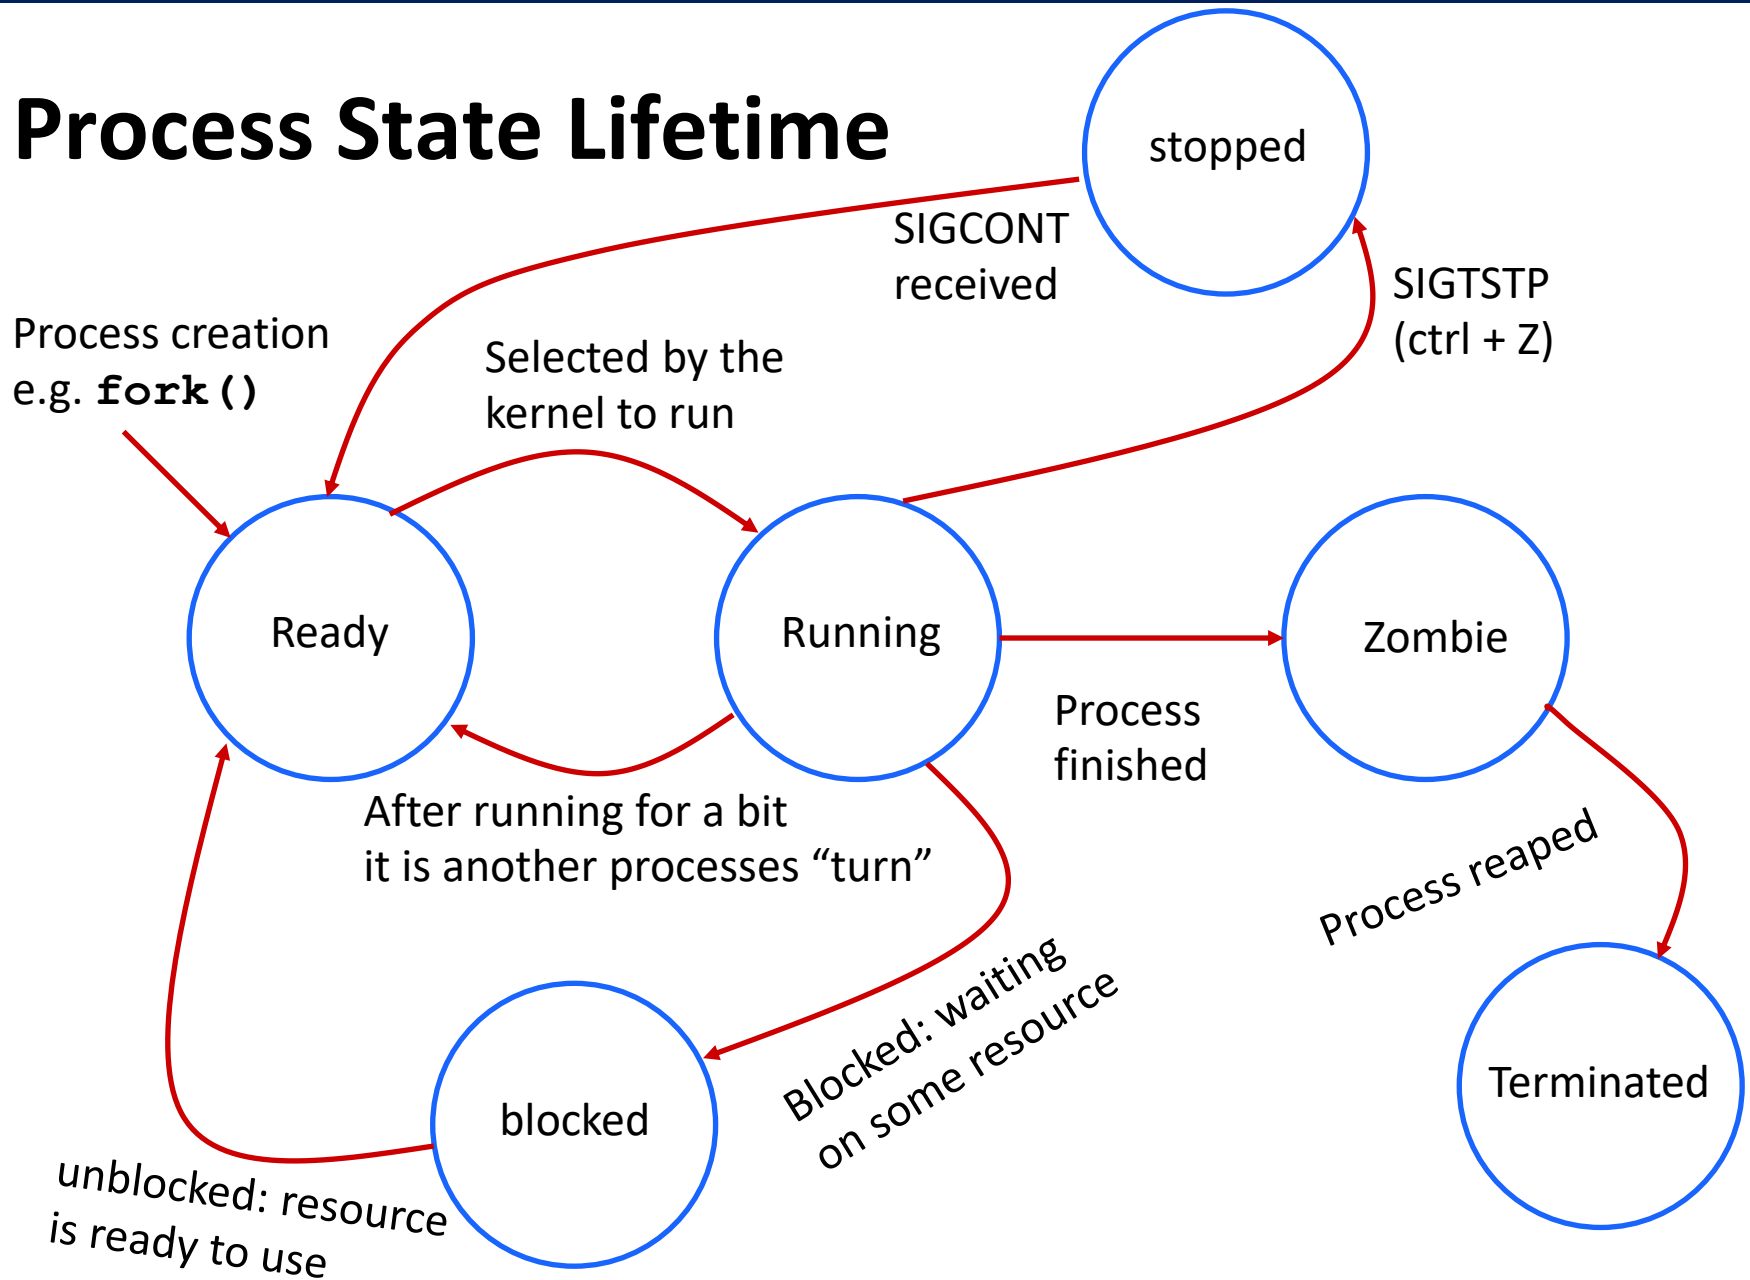 Process State Lifetime
stopped
SIGCONT
received
SIGTSTP
(ctrl + Z)
Process creation
e.g. fork()
Selected by the
kernel to run
Ready
Running
Zombie
Process
finished
After running for a bit
it is another processes “turn”
Process reaped
Blocked: waiting
on some resource
blocked
Terminated
unblocked: resource
is ready to use